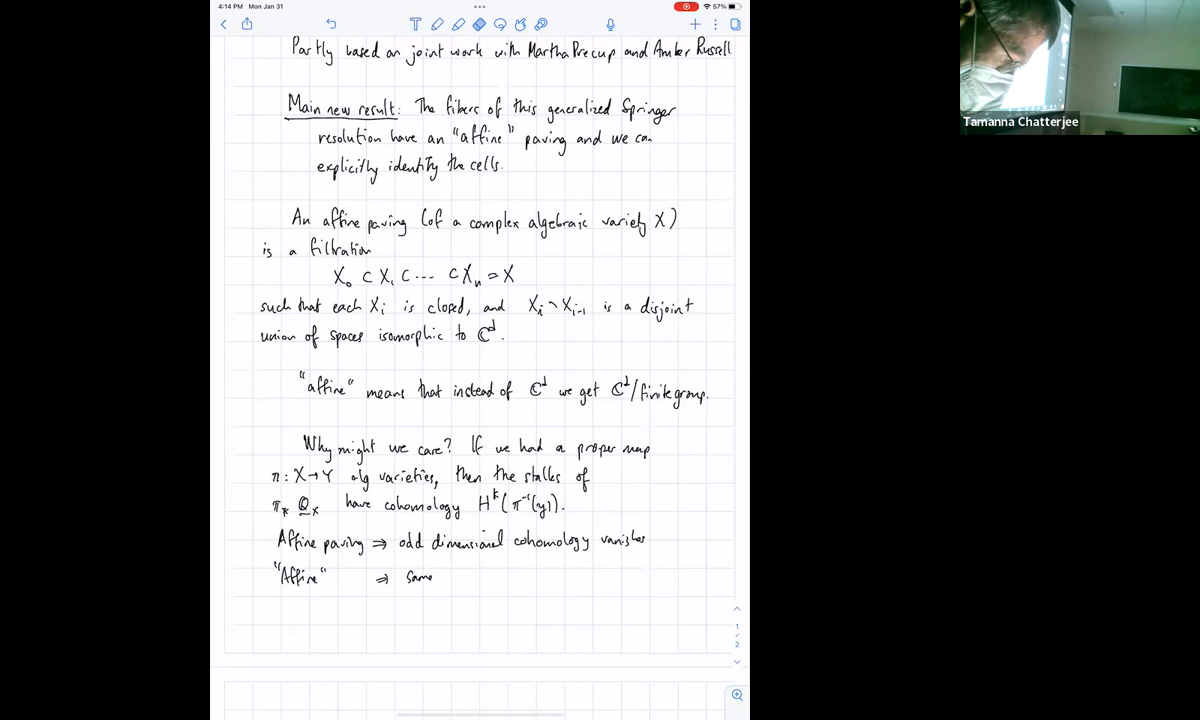 4:14 PM Mon Jan 31
57%
Partly based on joint work with Martha Precup and Amber Russell
Main new result: The fibers of this generalized Springer
resolution have an "affine" paving and we can
explicitly identify the cells.
An affine paving (of a complex algebraic variety X)
is a filtration
X₀ ⊂ X₁ ⊂ ··· ⊂ Xₙ = X
such that each Xᵢ is closed, and Xᵢ \ Xᵢ₋₁ is a disjoint
union of spaces isomorphic to ℂᵈ.
"affine" means that instead of ℂᵈ we get ℂᵈ/finite group.
Why might we care? If we had a proper map
π: X → Y alg varieties, then the stalks of
π_* ℚ_X have cohomology Hᵏ(π⁻¹(y)).
Affine paving ⇒ odd dimensional cohomology vanishes
"Affine" ⇒ same
1
/
2
Tamanna Chatterjee